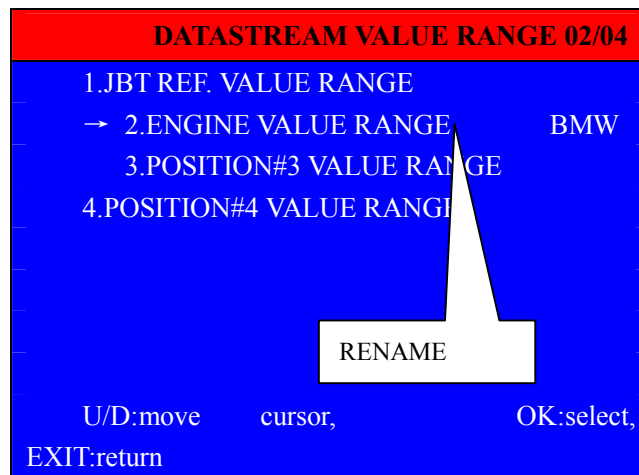 DATASTREAM VALUE RANGE 02/04
1.JBT REF. VALUE RANGE
→ 2.ENGINE VALUE RANGE BMW
3.POSITION#3 VALUE RANGE
4.POSITION#4 VALUE RANGE
RENAME
U/D:move cursor, OK:select,
EXIT:return